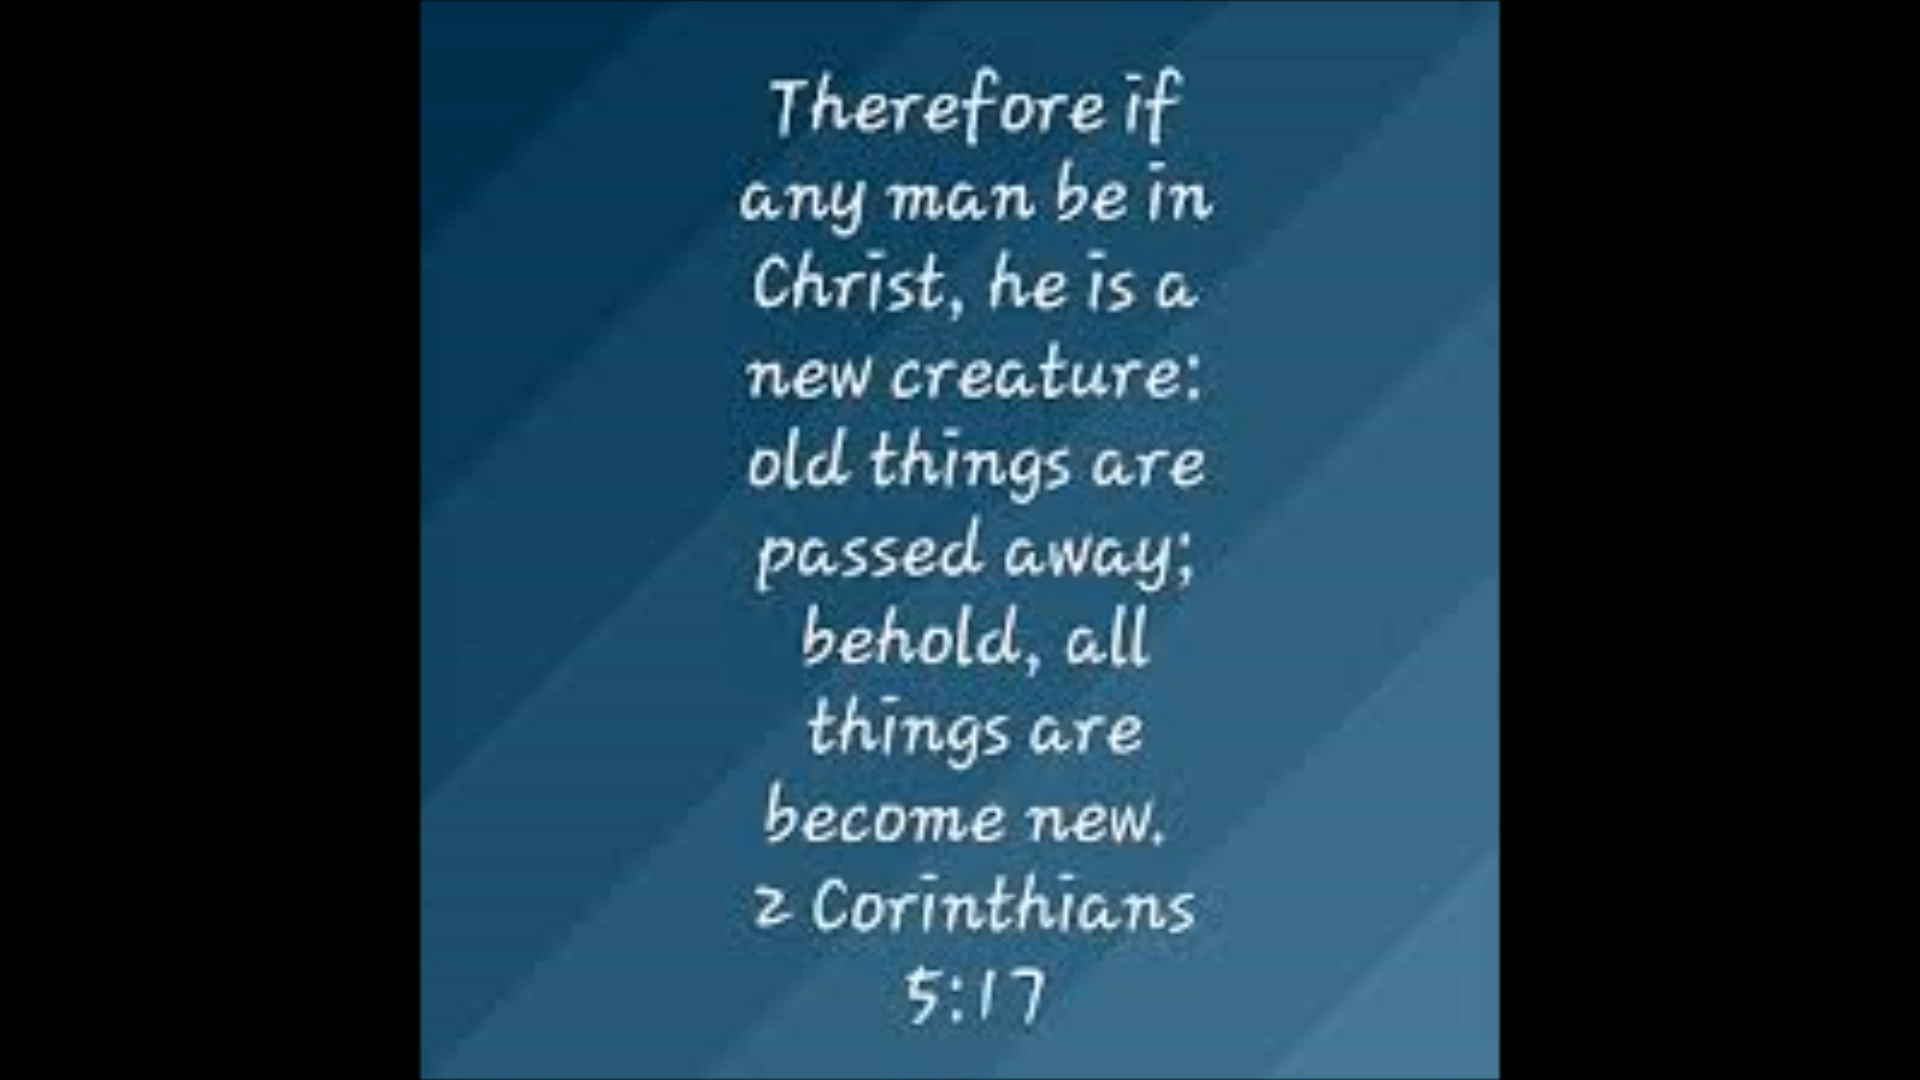 Therefore if
any man be in
Christ, he is a
new creature:
old things are
passed away;
behold, all
things are
become new.
2 Corinthians
5:17